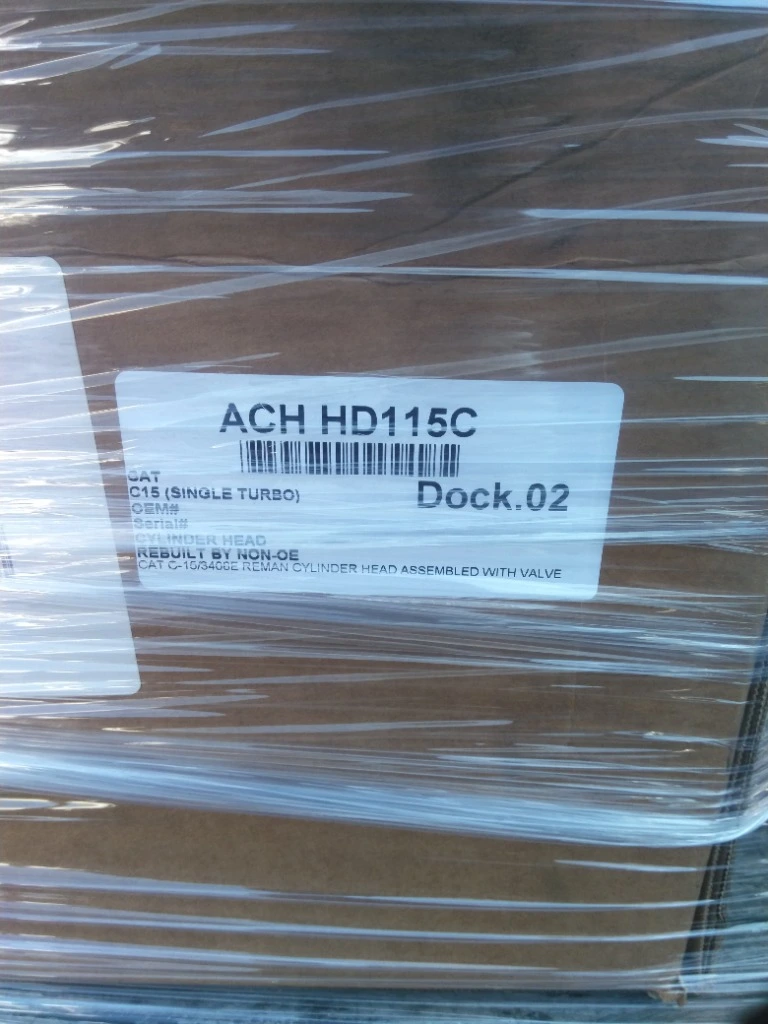 ACH HD115C
CAT
C15 (SINGLE TURBO)
Dock.02
OEM#
Serial#
CYLINDER HEAD
REBUILT BY NON-OE
CAT C-15/3406E REMAN CYLINDER HEAD ASSEMBLED WITH VALVE